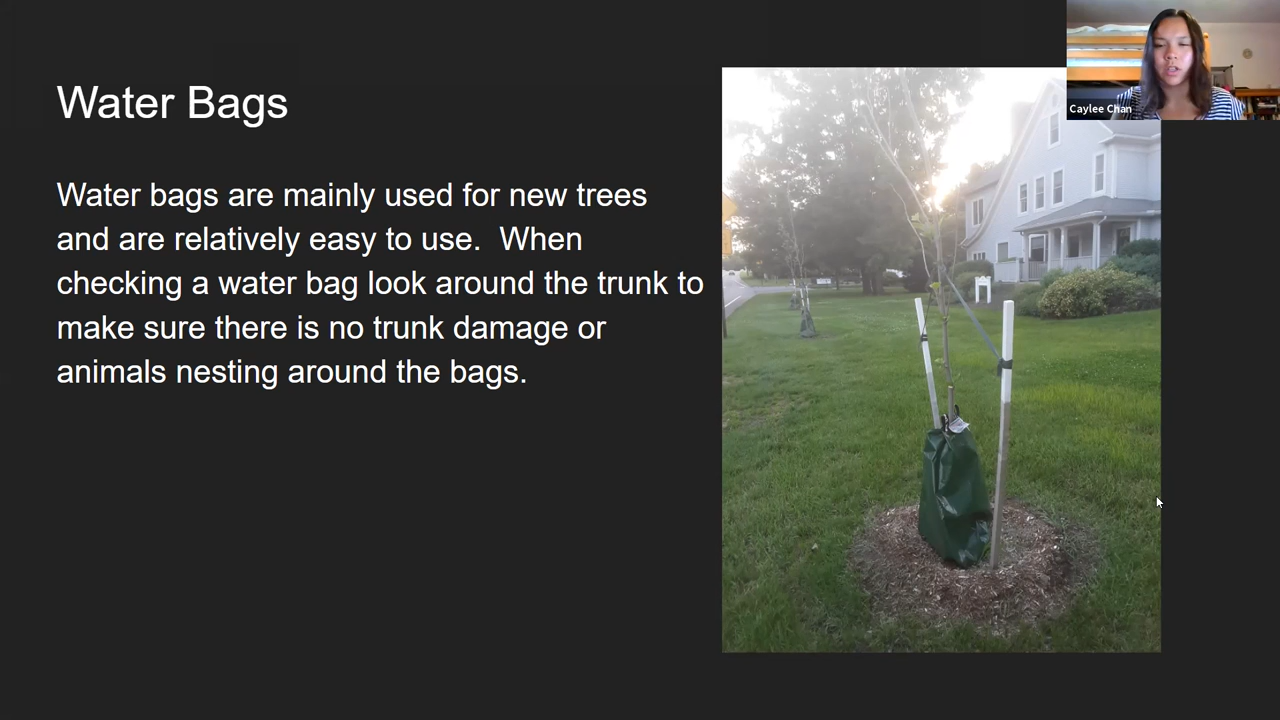 Water Bags
Water bags are mainly used for new trees
and are relatively easy to use.  When
checking a water bag look around the trunk to
make sure there is no trunk damage or
animals nesting around the bags.
Caylee Chan